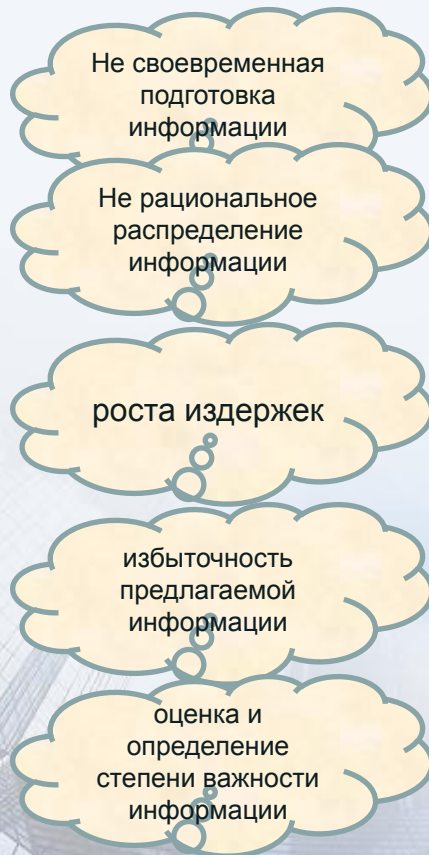 Не своевременная
подготовка
информации
Не рациональное
распределение
информации
роста издержек
избыточность
предлагаемой
информации
оценка и
определение
степени важности
информации